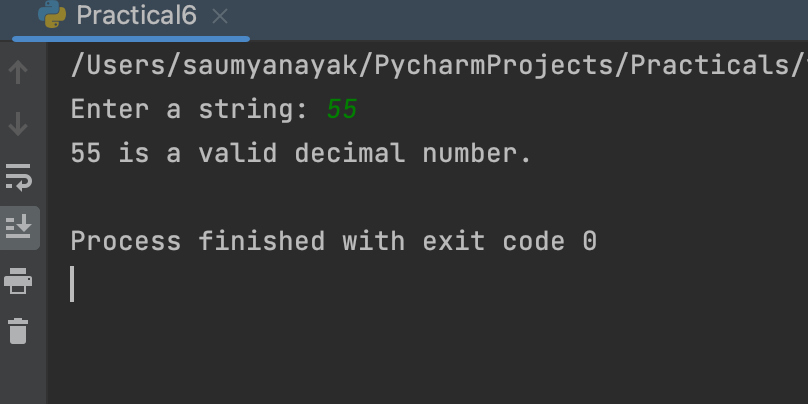 Practical6
/Users/saumyanayak/PycharmProjects/Practicals/
Enter a string: 55
55 is a valid decimal number.
Process finished with exit code 0